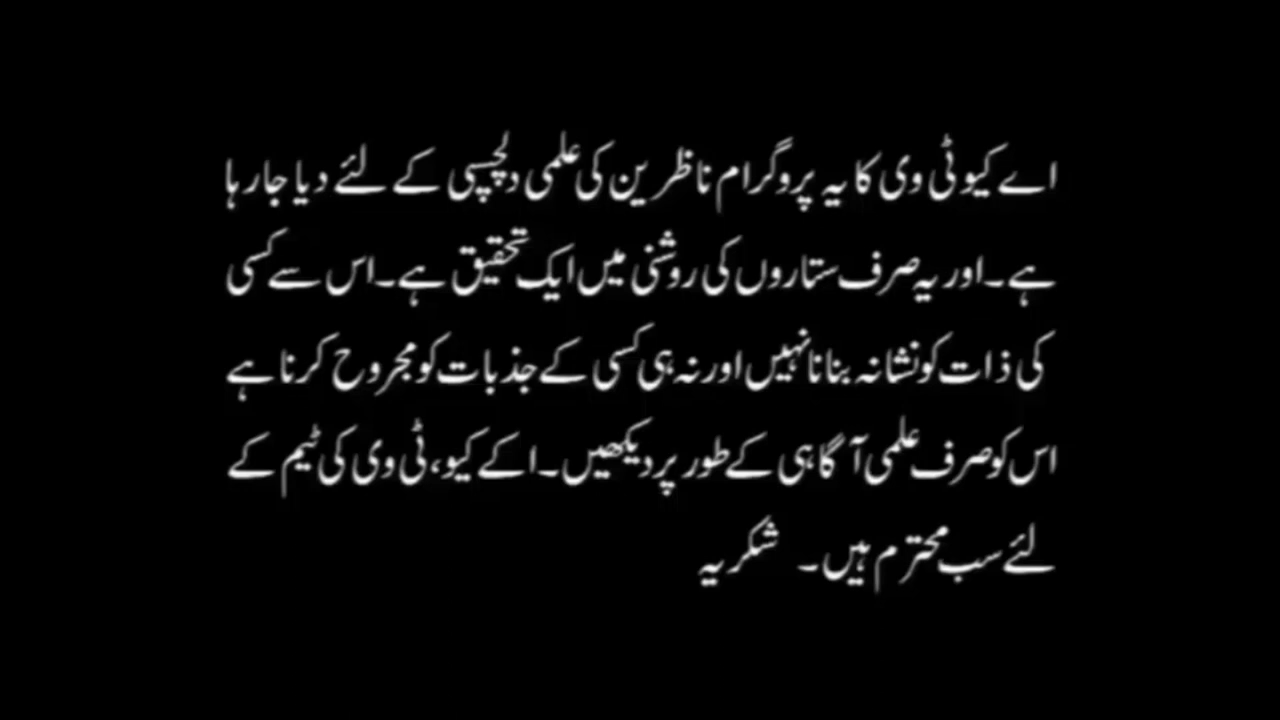 اے کیو ٹی وی کا یہ پروگرام ناظرین کی علمی دلچسپی کے لئے دیا جارہا
ہے۔اور یہ صرف ستاروں کی روشنی میں ایک تحقیق ہے۔اس سے کسی
کی ذات کو نشانہ بنانا نہیں اور نہ ہی کسی کے جذبات کو مجروح کرنا ہے
اس کو صرف علمی آگاہی کے طور پر دیکھیں۔اکے کیو،ٹی وی کی ٹیم کے
لئے سب محترم ہیں۔ شکریہ